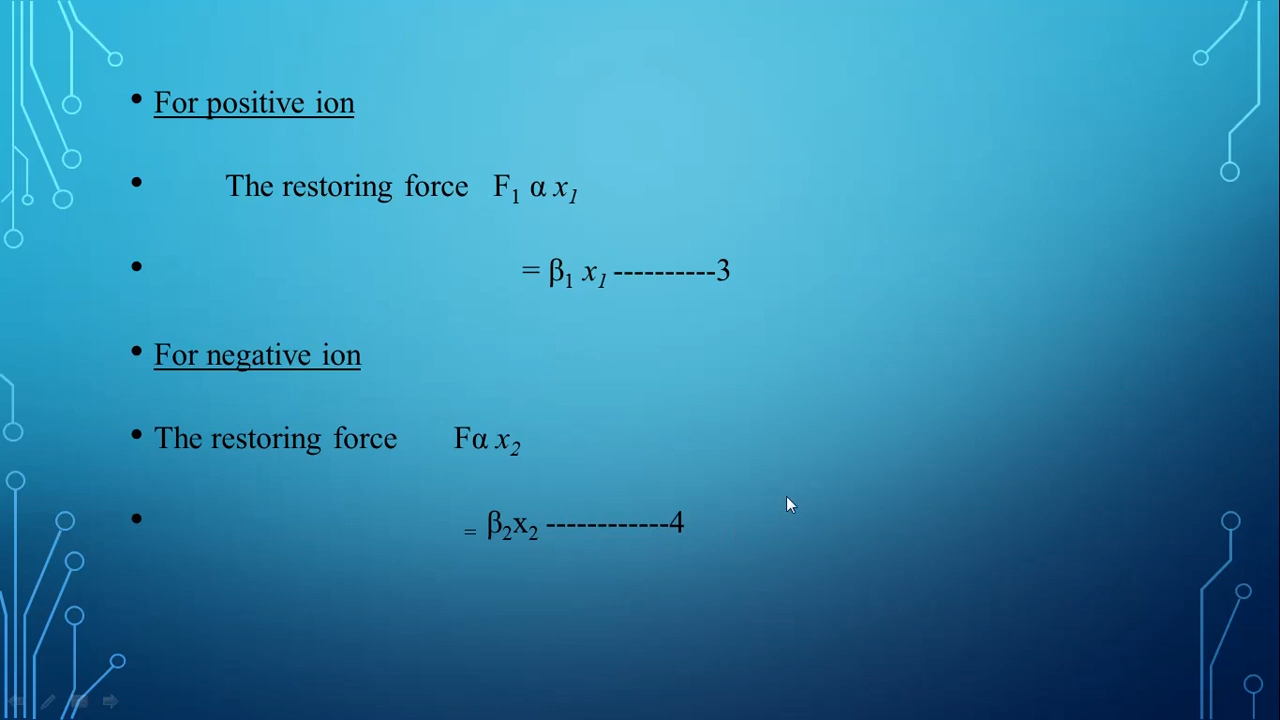 • For positive ion
• The restoring force F₁ α x₁
• = β₁ x₁ ----------3
• For negative ion
• The restoring force Fα x₂
• = β₂x₂ ------------4